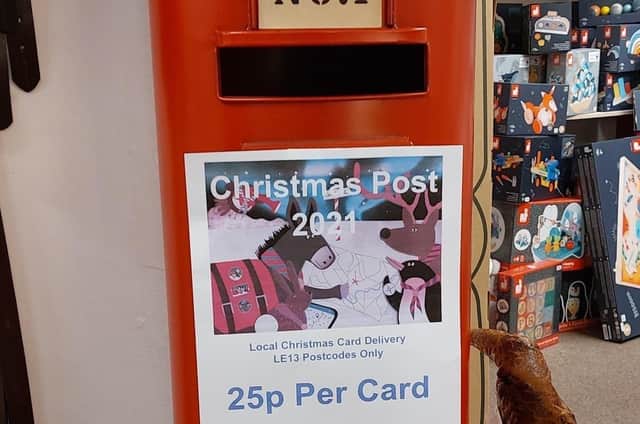 Christmas Post
2021
Local Christmas Card Delivery
LE13 Postcodes Only
25p Per Card